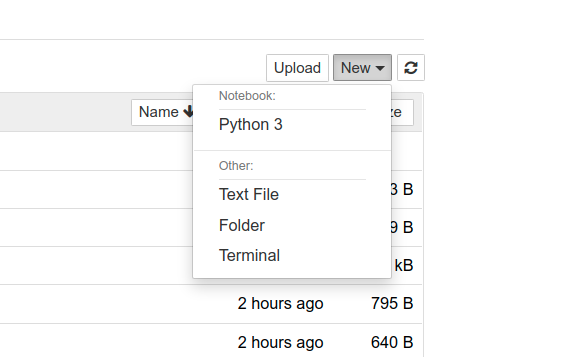 Upload New
Name
Notebook:
Python 3
Other:
Text File
3 B
Folder
9 B
Terminal
kB
2 hours ago 795 B
2 hours ago 640 B